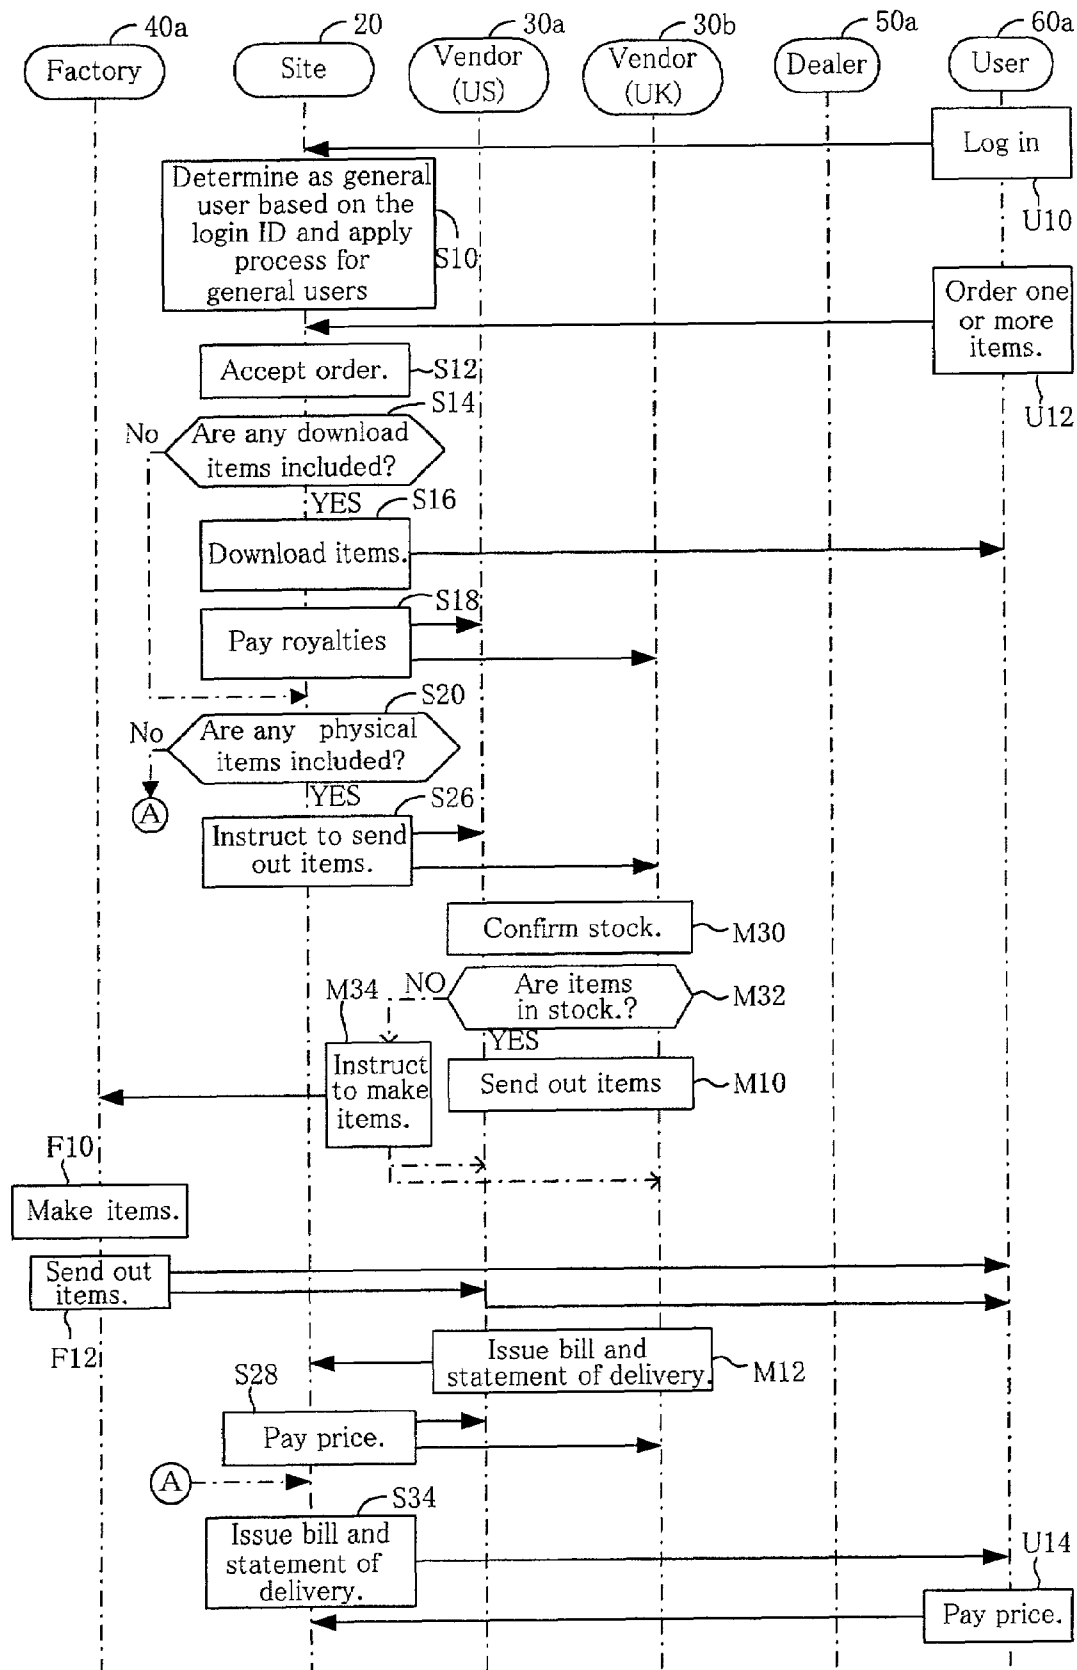 40a
20
30a
30b
50a
60a
Factory
Site
Vendor
(US)
Vendor
(UK)
Dealer
User
Log in
U10
Determine as general
user based on the
login ID and apply
process for
general users
S10
Order one
or more
items.
U12
Accept order.
S12
S14
No
Are any download
items included?
YES
S16
Download items.
S18
Pay royalties
S20
No
Are any physical
items included?
A
YES
S26
Instruct to send
out items.
Confirm stock.
M30
M34
NO
Are items
in stock.?
M32
YES
Instruct
to make
items.
Send out items
M10
F10
Make items.
Send out
items.
F12
Issue bill and
statement of delivery.
M12
S28
Pay price.
A
S34
Issue bill and
statement of
delivery.
U14
Pay price.